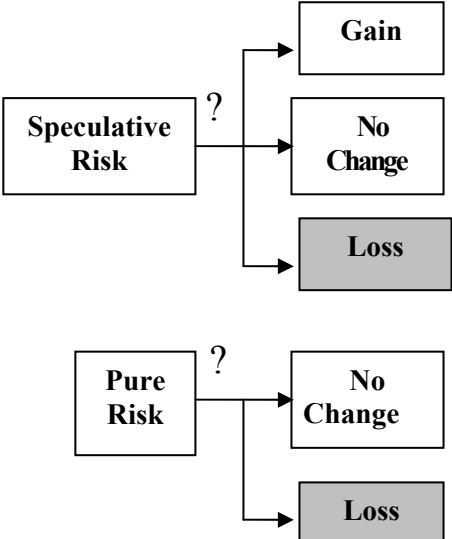 Gain
?
Speculative
Risk
No
Change
Loss
?
Pure
Risk
No
Change
Loss